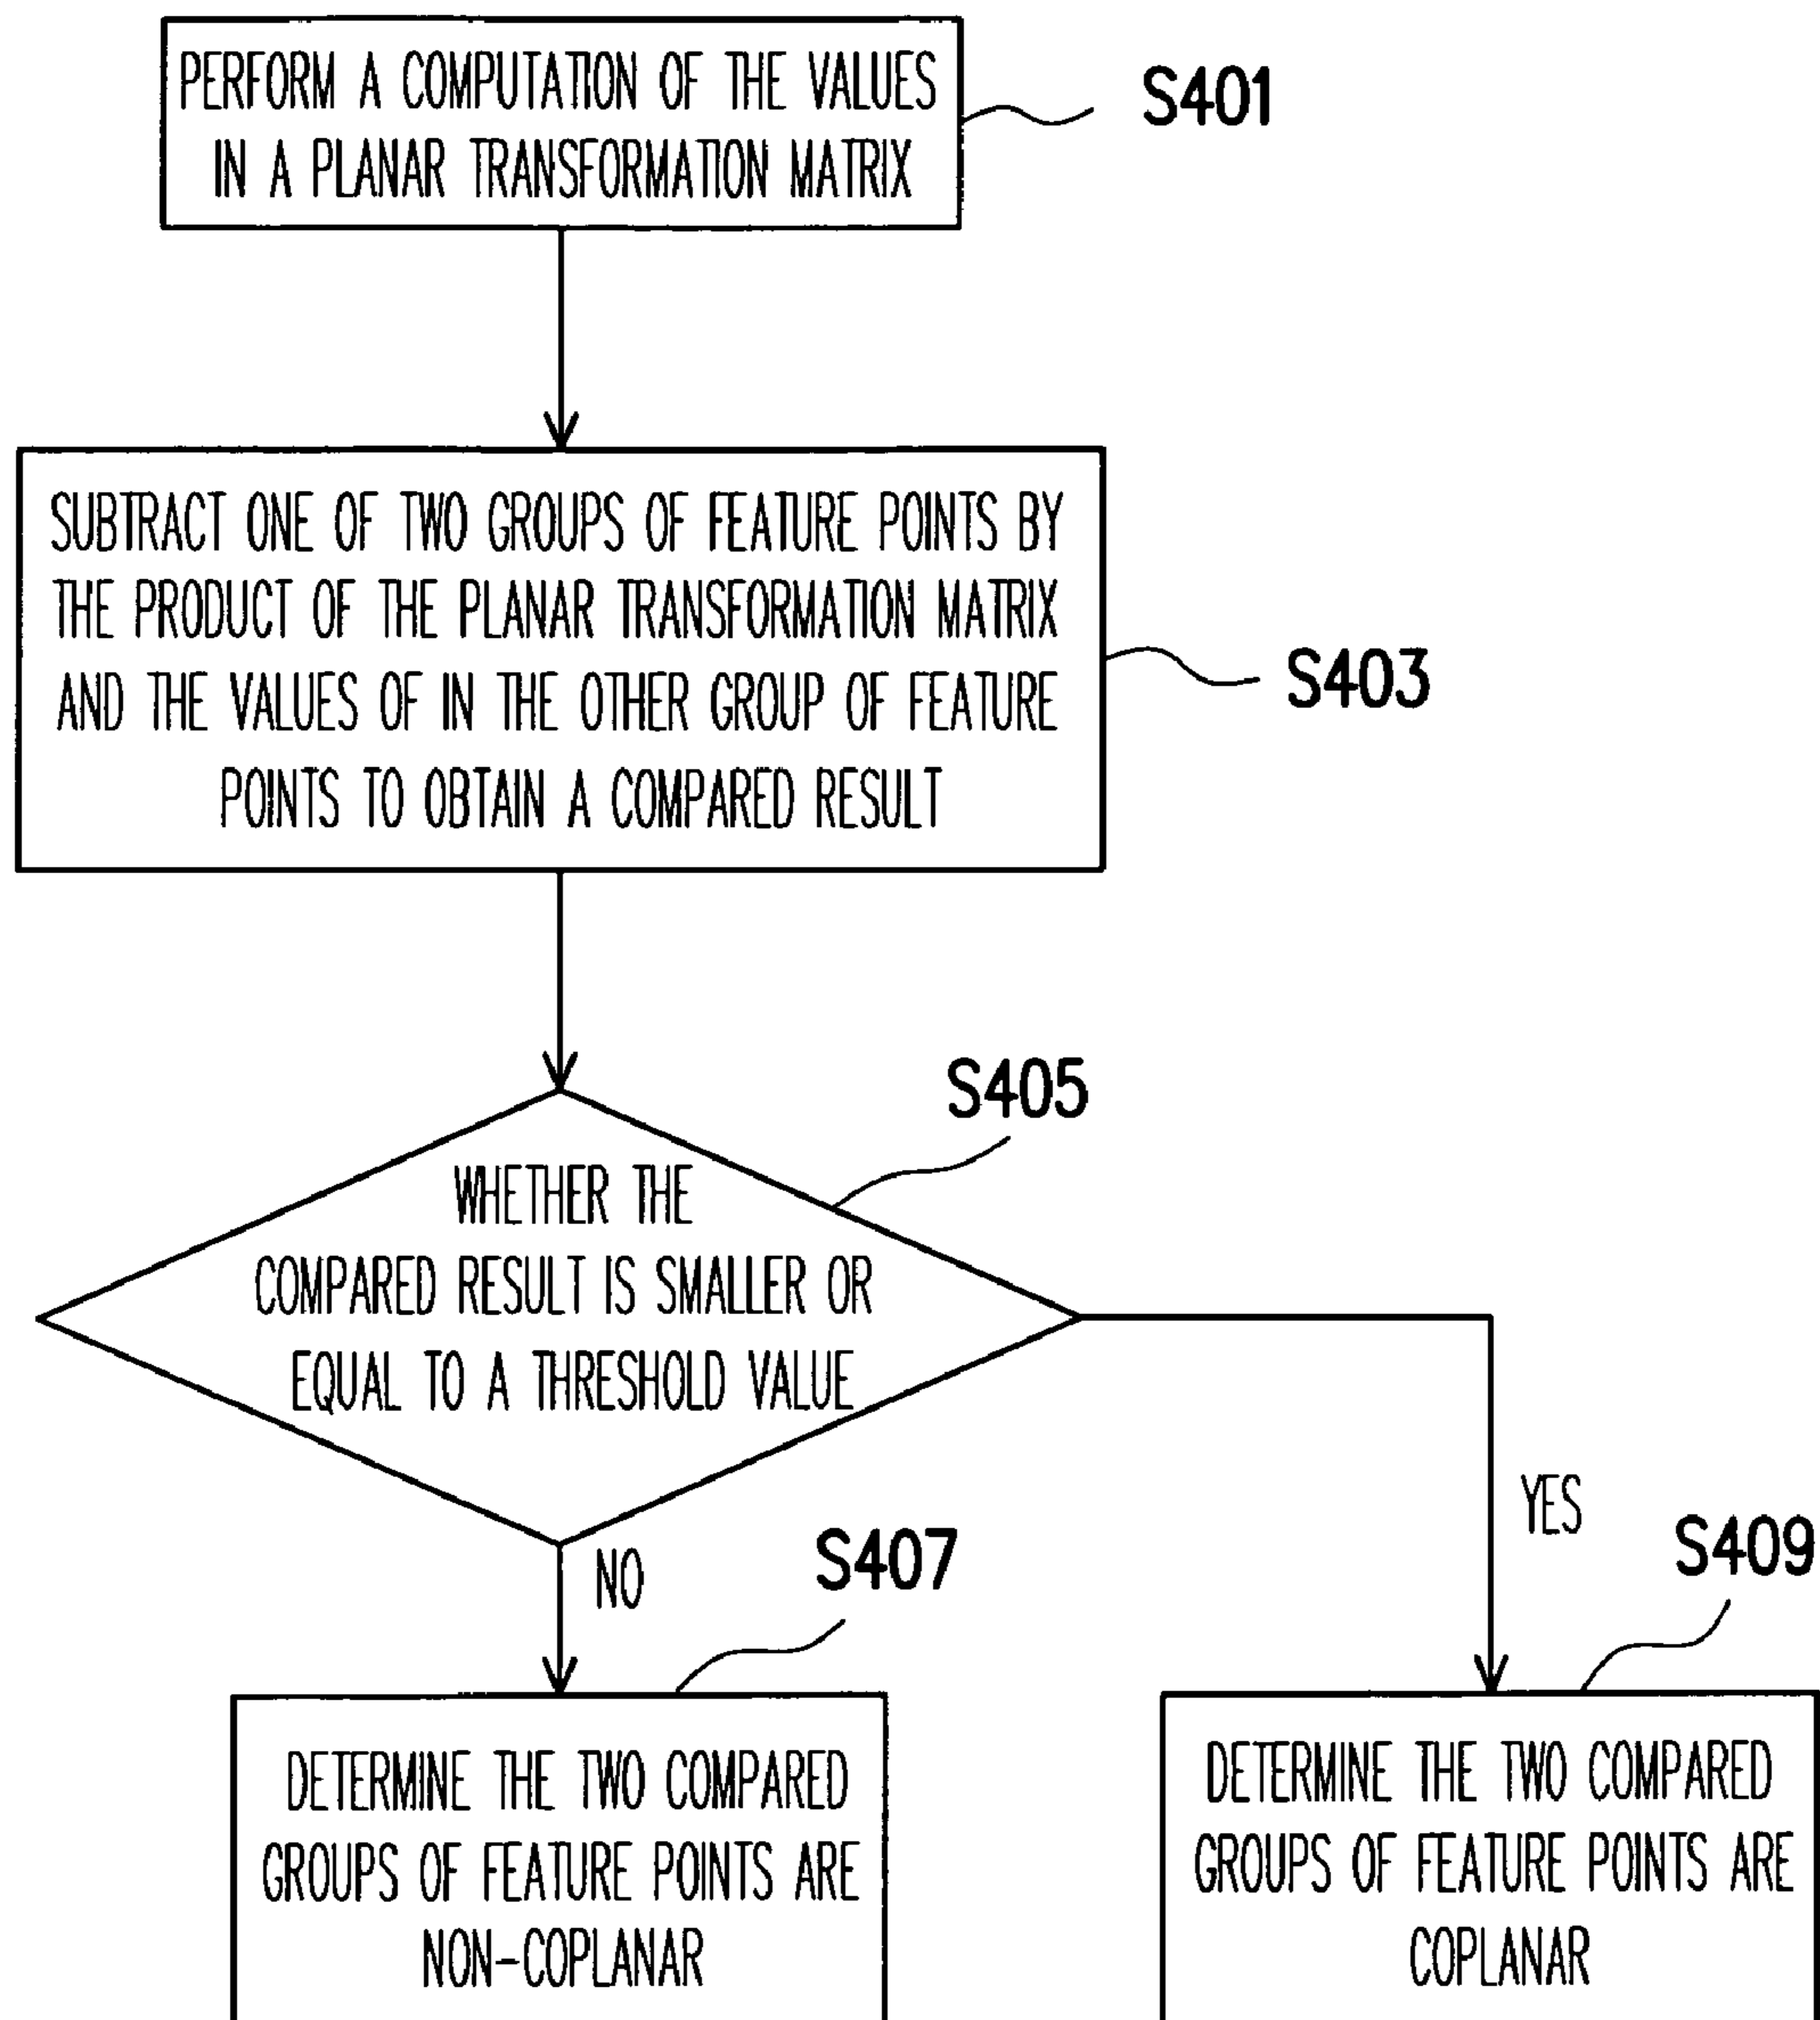 PERFORM A COMPUTATION OF THE VALUES
IN A PLANAR TRANSFORMATION MATRIX
S401
SUBTRACT ONE OF TWO GROUPS OF FEATURE POINTS BY
THE PRODUCT OF THE PLANAR TRANSFORMATION MATRIX
AND THE VALUES OF IN THE OTHER GROUP OF FEATURE
POINTS TO OBTAIN A COMPARED RESULT
S403
S405
WHETHER THE
COMPARED RESULT IS SMALLER OR
EQUAL TO A THRESHOLD VALUE
YES
NO
S407
S409
DETERMINE THE TWO COMPARED
GROUPS OF FEATURE POINTS ARE
NON-COPLANAR
DETERMINE THE TWO COMPARED
GROUPS OF FEATURE POINTS ARE
COPLANAR